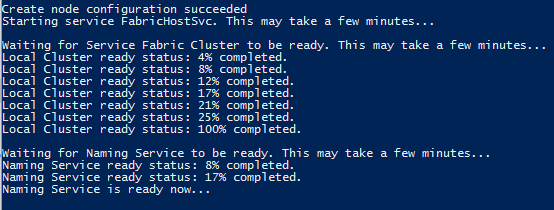 Create node configuration succeeded
Starting service FabricHostSvc. This may take a few minutes...
Waiting for Service Fabric Cluster to be ready. This may take a few minutes...
Local Cluster ready status: 4% completed.
Local Cluster ready status: 8% completed.
Local Cluster ready status: 12% completed.
Local Cluster ready status: 17% completed.
Local Cluster ready status: 21% completed.
Local Cluster ready status: 25% completed.
Local Cluster ready status: 100% completed.
Waiting for Naming Service to be ready. This may take a few minutes...
Naming Service ready status: 8% completed.
Naming Service ready status: 17% completed.
Naming Service is ready now...